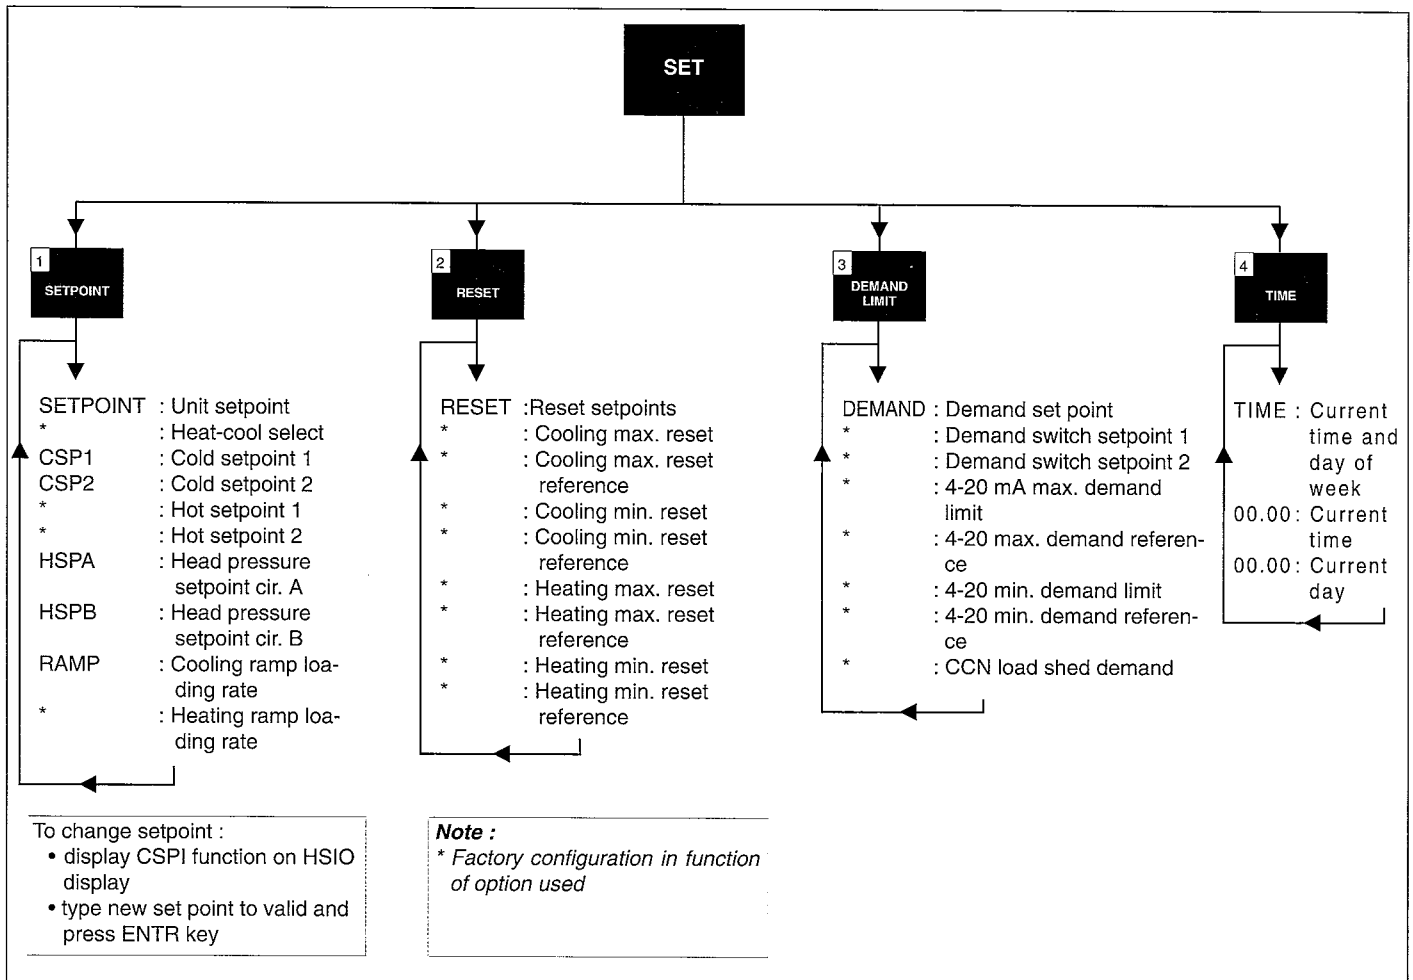 SET
1
SETPOINT
SETPOINT : Unit setpoint
* : Heat-cool select
CSP1 : Cold setpoint 1
CSP2 : Cold setpoint 2
* : Hot setpoint 1
* : Hot setpoint 2
HSPA : Head pressure
setpoint cir. A
HSPB : Head pressure
setpoint cir. B
RAMP : Cooling ramp loa-
ding rate
* : Heating ramp loa-
ding rate
2
RESET
RESET :Reset setpoints
* : Cooling max. reset
* : Cooling max. reset
reference
* : Cooling min. reset
* : Cooling min. reset
reference
* : Heating max. reset
* : Heating max. reset
reference
* : Heating min. reset
* : Heating min. reset
reference
3
DEMAND
LIMIT
DEMAND : Demand set point
* : Demand switch setpoint 1
* : Demand switch setpoint 2
* : 4-20 mA max. demand
limit
* : 4-20 max. demand referen-
ce
* : 4-20 min. demand limit
* : 4-20 min. demand referen-
ce
* : CCN load shed demand
4
TIME
TIME : Current
time and
day of
week
00.00 : Current
time
00.00 : Current
day
To change setpoint :
• display CSPI function on HSIO
display
• type new set point to valid and
press ENTR key
Note :
* Factory configuration in function
of option used